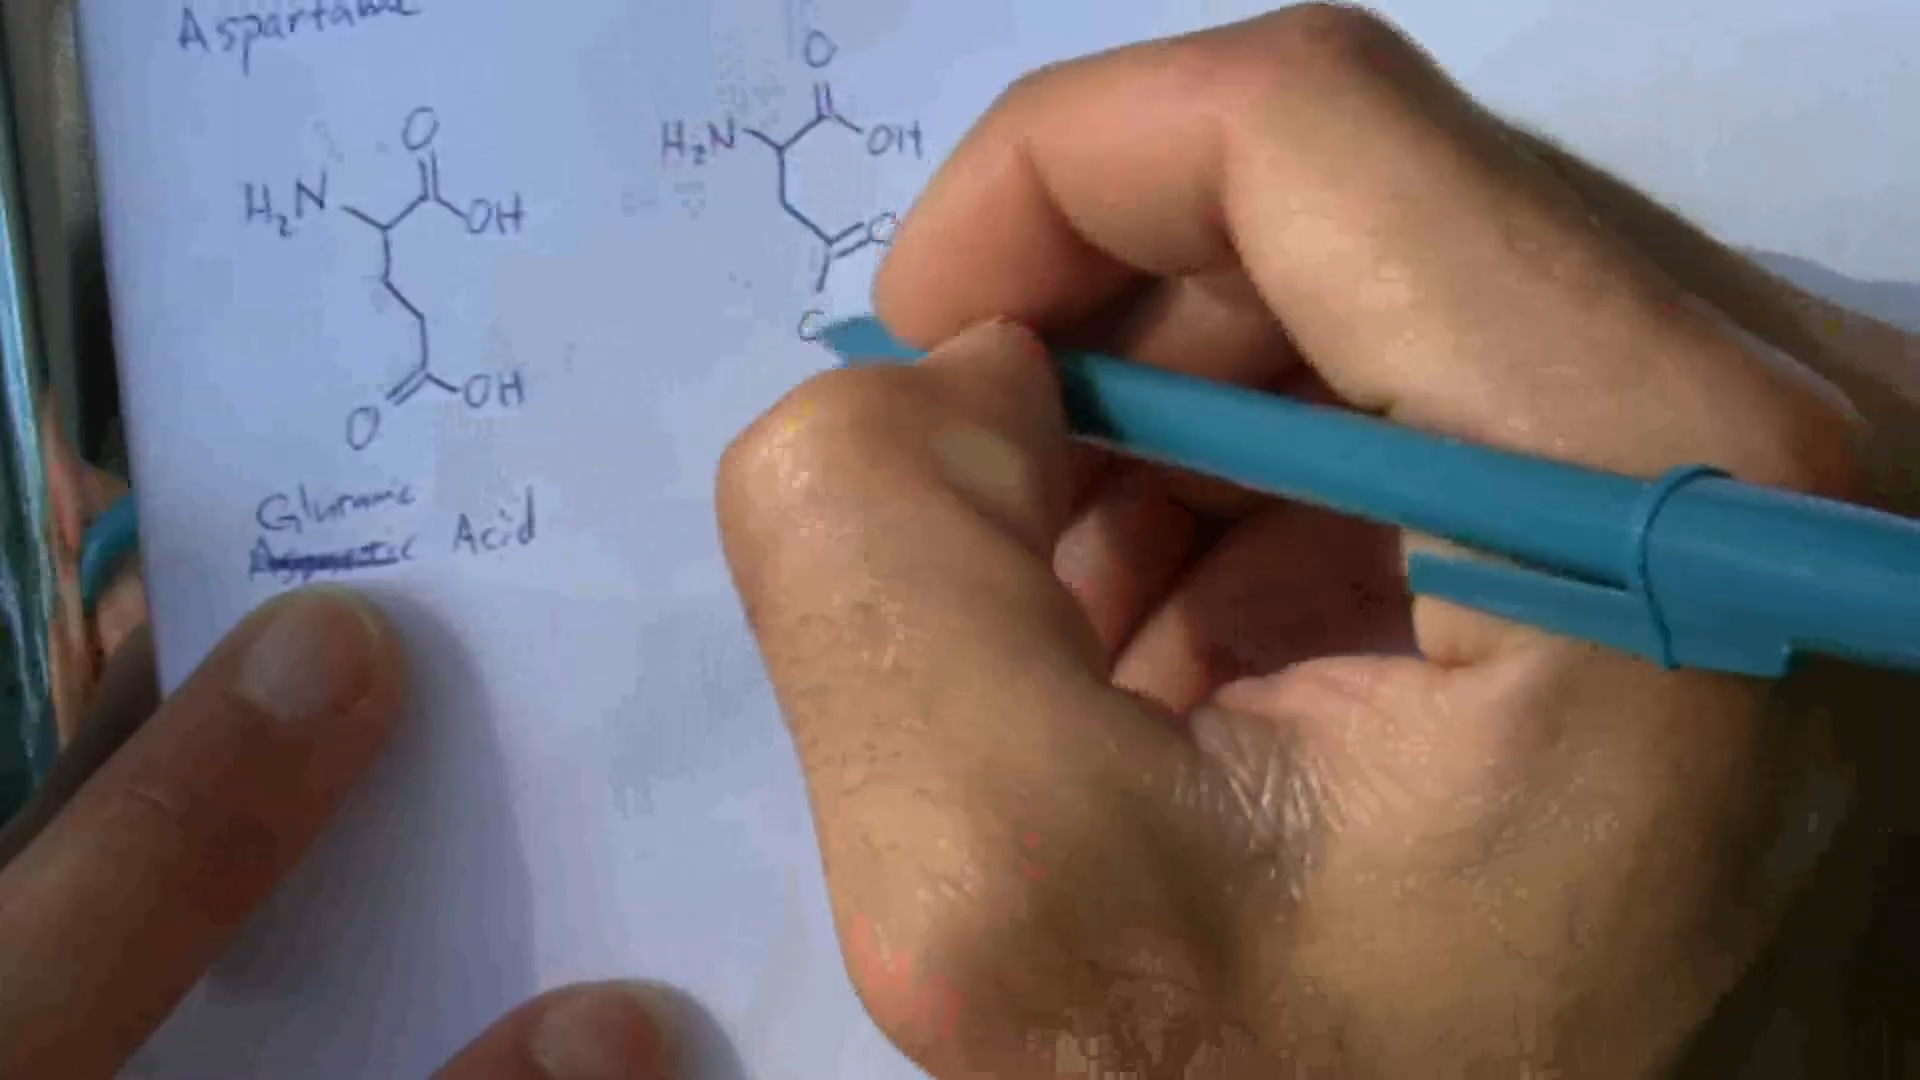 Aspartame
O
H₂N
OH
O
OH
O
H₂N
OH
O
Glutamic
Acid